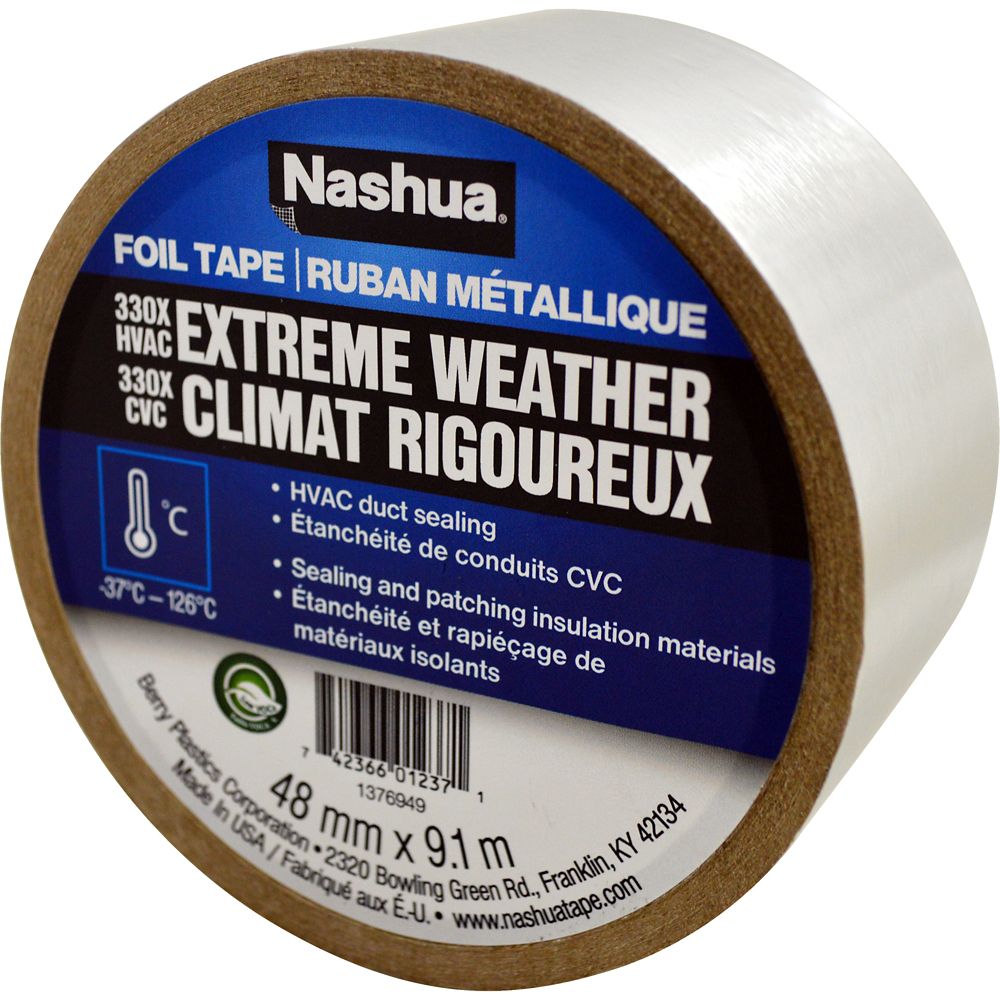 Nashua®
FOIL TAPE | RUBAN MÉTALLIQUE
330X HVAC EXTREME WEATHER
330X CVC CLIMAT RIGOUREUX
°C
-37°C – 126°C
• HVAC duct sealing
• Étanchéité de conduits CVC
• Sealing and patching insulation materials
• Étanchéité et rapiéçage de
matériaux isolants
7 42366 01237 1
1376949
48 mm x 9.1 m
Berry Plastics Corporation • 2320 Bowling Green Rd., Franklin, KY 42134
Made In USA / Fabriqué aux É.-U. • www.nashuatape.com